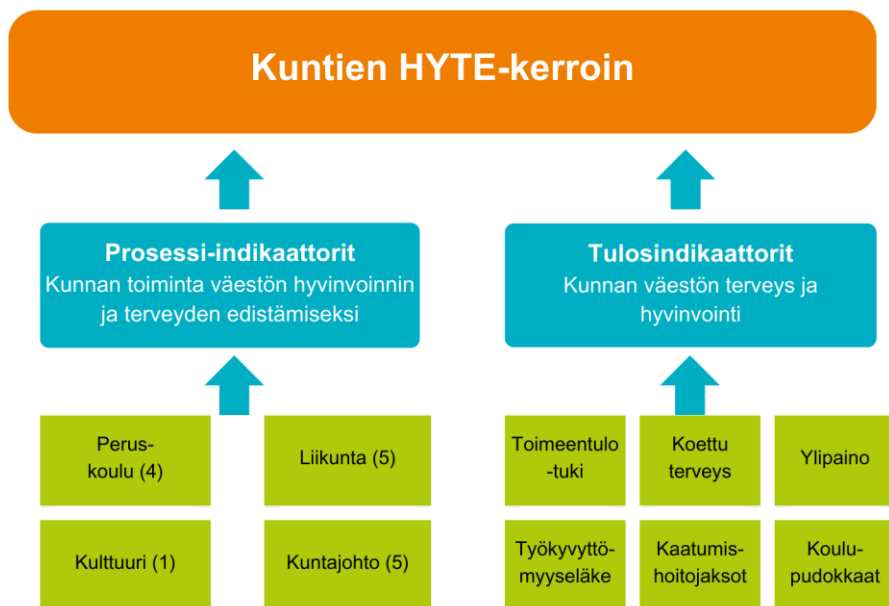 Kuntien HYTE-kerroin
Prosessi-indikaattorit
Kunnan toiminta väestön hyvinvoinnin
ja terveyden edistämiseksi
Tulosindikaattorit
Kunnan väestön terveys ja
hyvinvointi
Perus-
koulu (4)
Liikunta (5)
Kulttuuri (1)
Kuntajohto (5)
Toimeentulo
-tuki
Koettu
terveys
Ylipaino
Työkyvyttö-
myyseläke
Kaatumis-
hoitojaksot
Koulu-
pudokkaat